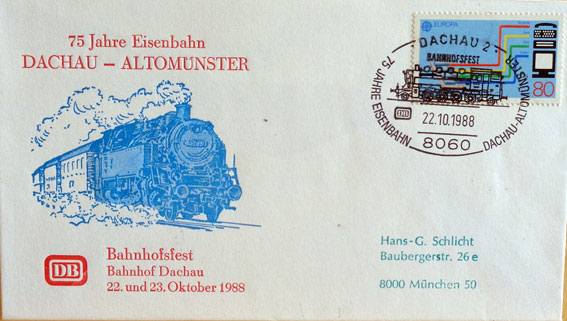 75 Jahre Eisenbahn
DACHAU – ALTOMÜNSTER
Bahnhofsfest
Bahnhof Dachau
22. und 23. Oktober 1988
DB
EUROPA
80
DACHAU 2
BAHNHOFSFEST
75 JAHRE EISENBAHN
DACHAU-ALTOMÜNSTER
DB
22.10.1988
8060
Hans-G. Schlicht
Baubergerstr. 26 e
8000 München 50